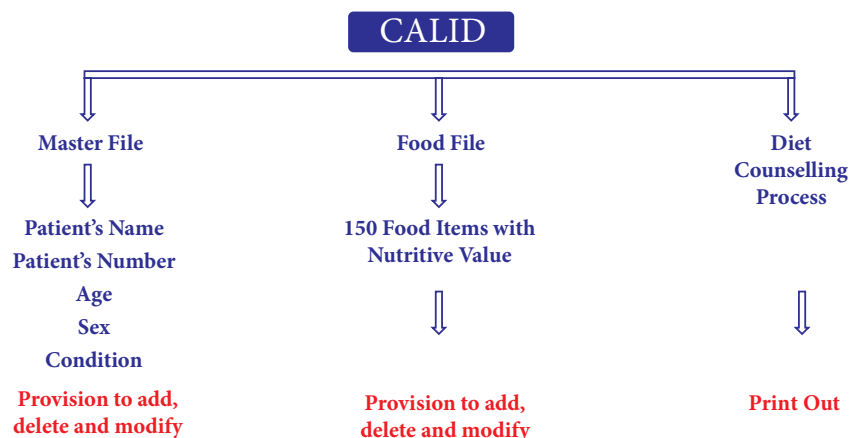 CALID
Master File
Patient's Name
Patient's Number
Age
Sex
Condition
Provision to add,
delete and modify
Food File
150 Food Items with
Nutritive Value
Provision to add,
delete and modify
Diet
Counselling
Process
Print Out